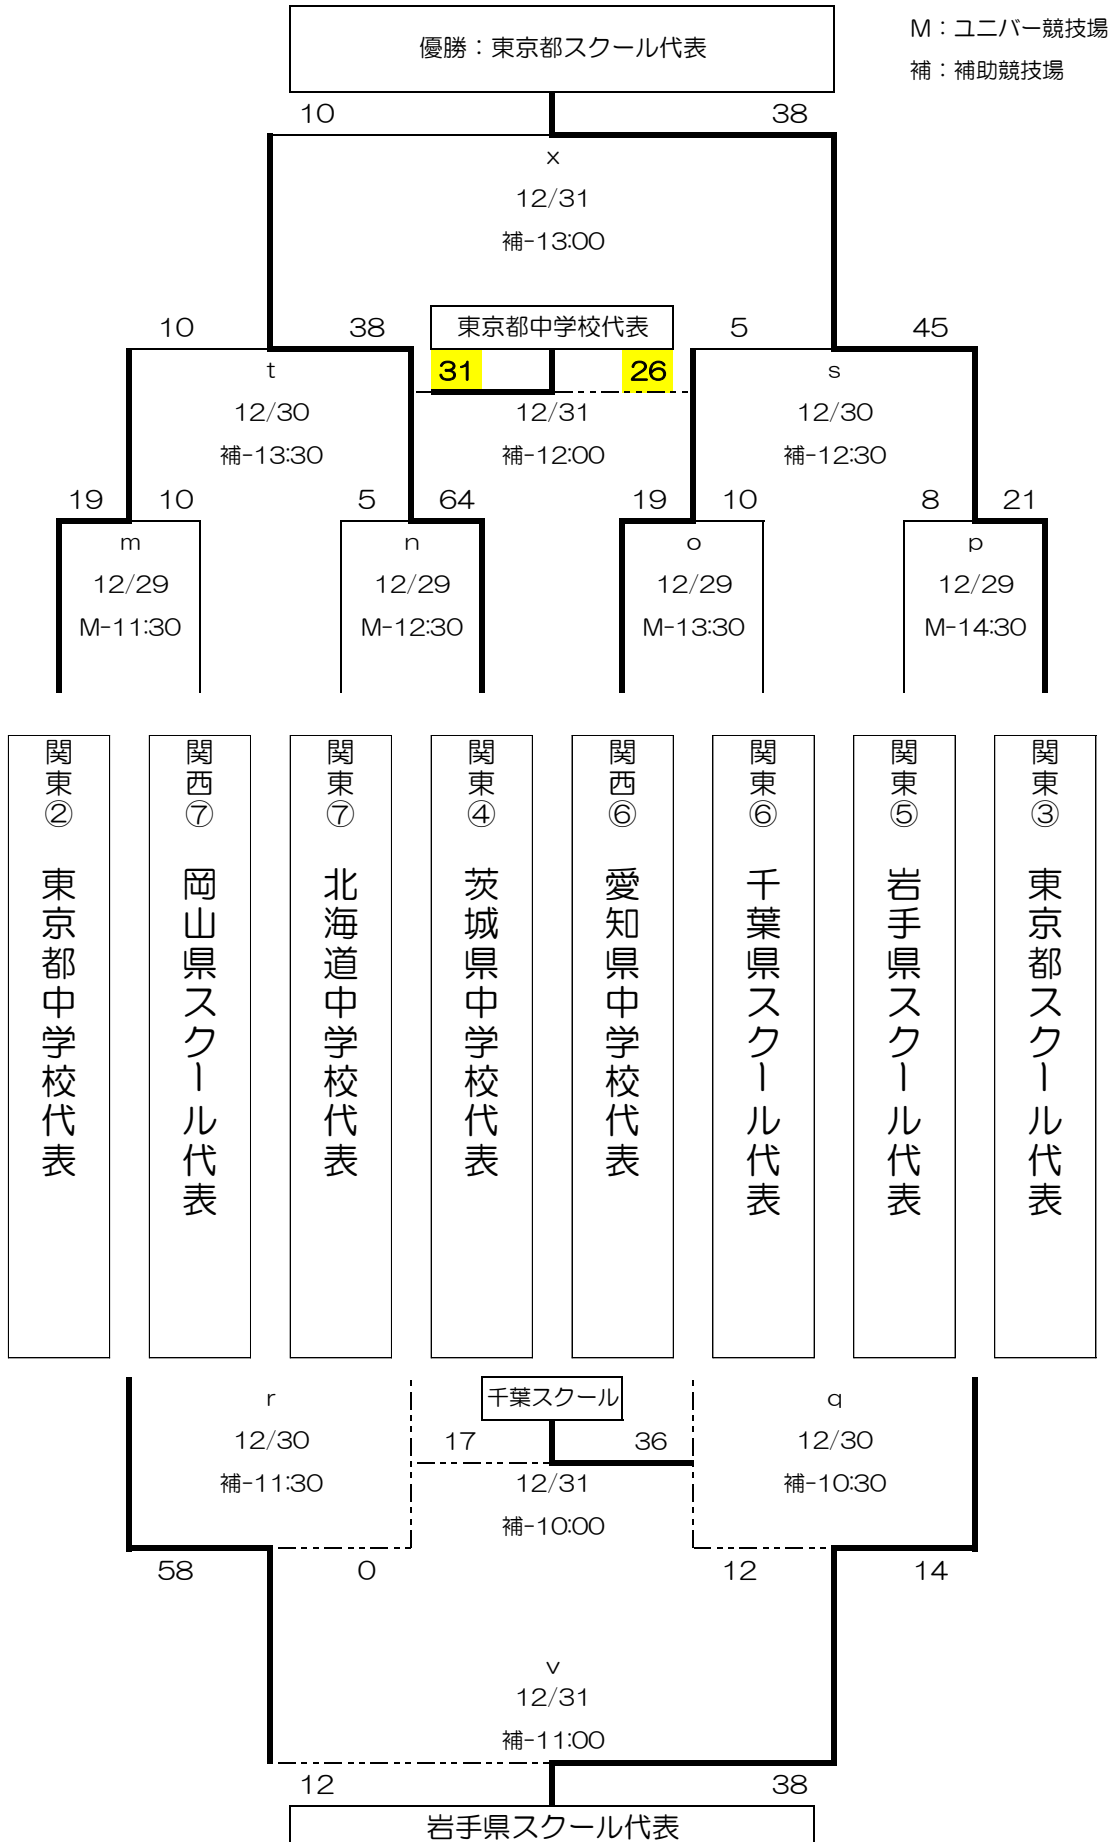 優勝：東京都スクール代表
M：ユニバー競技場
補：補助競技場
10 38
x
12/31
補-13:00
10 38 東京都中学校代表 5 45
t 31 26 s
12/30 12/31 12/30
補-13:30 補-12:00 補-12:30
19 10 5 64 19 10 8 21
m n o p
12/29 12/29 12/29 12/29
M-11:30 M-12:30 M-13:30 M-14:30
関東② 東京都中学校代表
関西⑦ 岡山県スクール代表
関東⑦ 北海道中学校代表
関東④ 茨城県中学校代表
関西⑥ 愛知県中学校代表
関東⑥ 千葉県スクール代表
関東⑤ 岩手県スクール代表
関東③ 東京都スクール代表
r 千葉スクール q
12/30 17 36 12/30
補-11:30 12/31 補-10:30
補-10:00
58 0 12 14
v
12/31
補-11:00
12 38
岩手県スクール代表